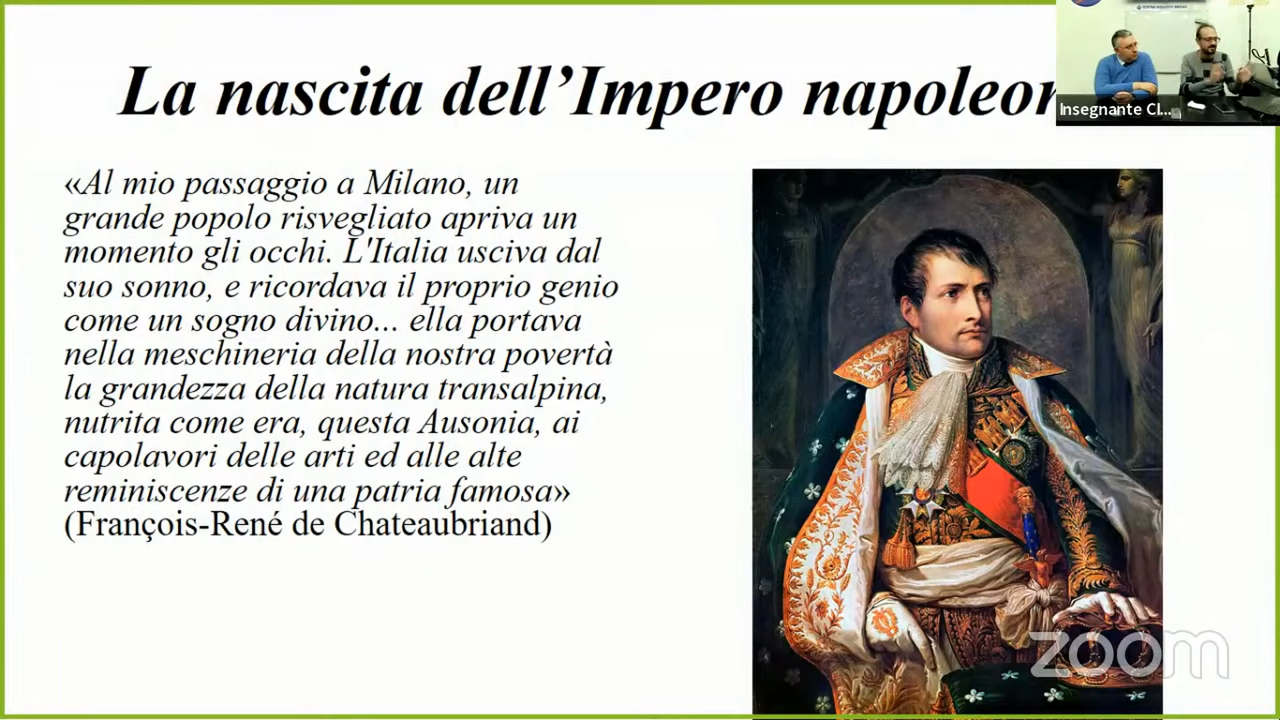 La nascita dell’Impero napoleon
Insegnante Cl...
«Al mio passaggio a Milano, un
grande popolo risvegliato apriva un
momento gli occhi. L'Italia usciva dal
suo sonno, e ricordava il proprio genio
come un sogno divino... ella portava
nella meschineria della nostra povertà
la grandezza della natura transalpina,
nutrita come era, questa Ausonia, ai
capolavori delle arti ed alle alte
reminiscenze di una patria famosa»
(François-René de Chateaubriand)
zoom